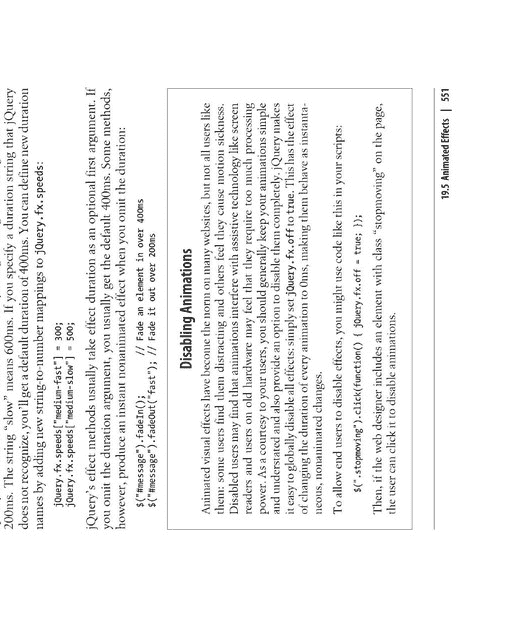 200ms. The string “slow” means 600ms. If you specify a duration string that jQuery
does not recognize, you’ll get a default duration of 400ms. You can define new duration
names by adding new string-to-number mappings to jQuery.fx.speeds:
jQuery.fx.speeds["medium-fast"] = 300;
jQuery.fx.speeds["medium-slow"] = 500;
jQuery’s effect methods usually take effect duration as an optional first argument. If
you omit the duration argument, you usually get the default 400ms. Some methods,
however, produce an instant nonanimated effect when you omit the duration:
$("#message").fadeIn(); // Fade an element in over 400ms
$("#message").fadeOut("fast"); // Fade it out over 200ms
Disabling Animations
Animated visual effects have become the norm on many websites, but not all users like
them: some users find them distracting and others feel they cause motion sickness.
Disabled users may find that animations interfere with assistive technology like screen
readers and users on old hardware may feel that they require too much processing
power. As a courtesy to your users, you should generally keep your animations simple
and understated and also provide an option to disable them completely. jQuery makes
it easy to globally disable all effects: simply set jQuery.fx.off to true. This has the effect
of changing the duration of every animation to 0ms, making them behave as instanta-
neous, nonanimated changes.
To allow end users to disable effects, you might use code like this in your scripts:
$(".stopmoving").click(function() { jQuery.fx.off = true; });
Then, if the web designer includes an element with class “stopmoving” on the page,
the user can click it to disable animations.
19.5 Animated Effects | 551